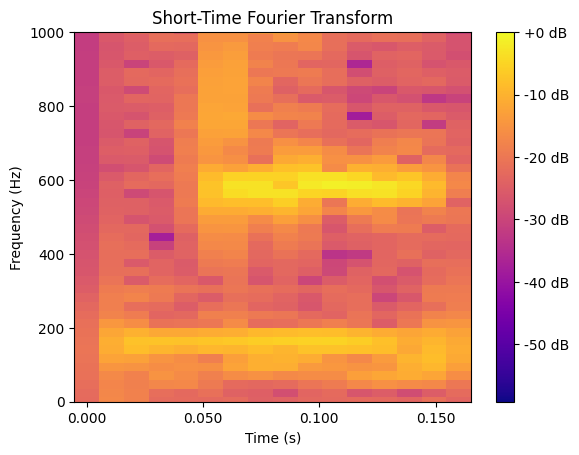 Short-Time Fourier Transform
1000
800
600
400
200
0
Frequency (Hz)
0.000
0.050
0.100
0.150
Time (s)
+0 dB
-10 dB
-20 dB
-30 dB
-40 dB
-50 dB